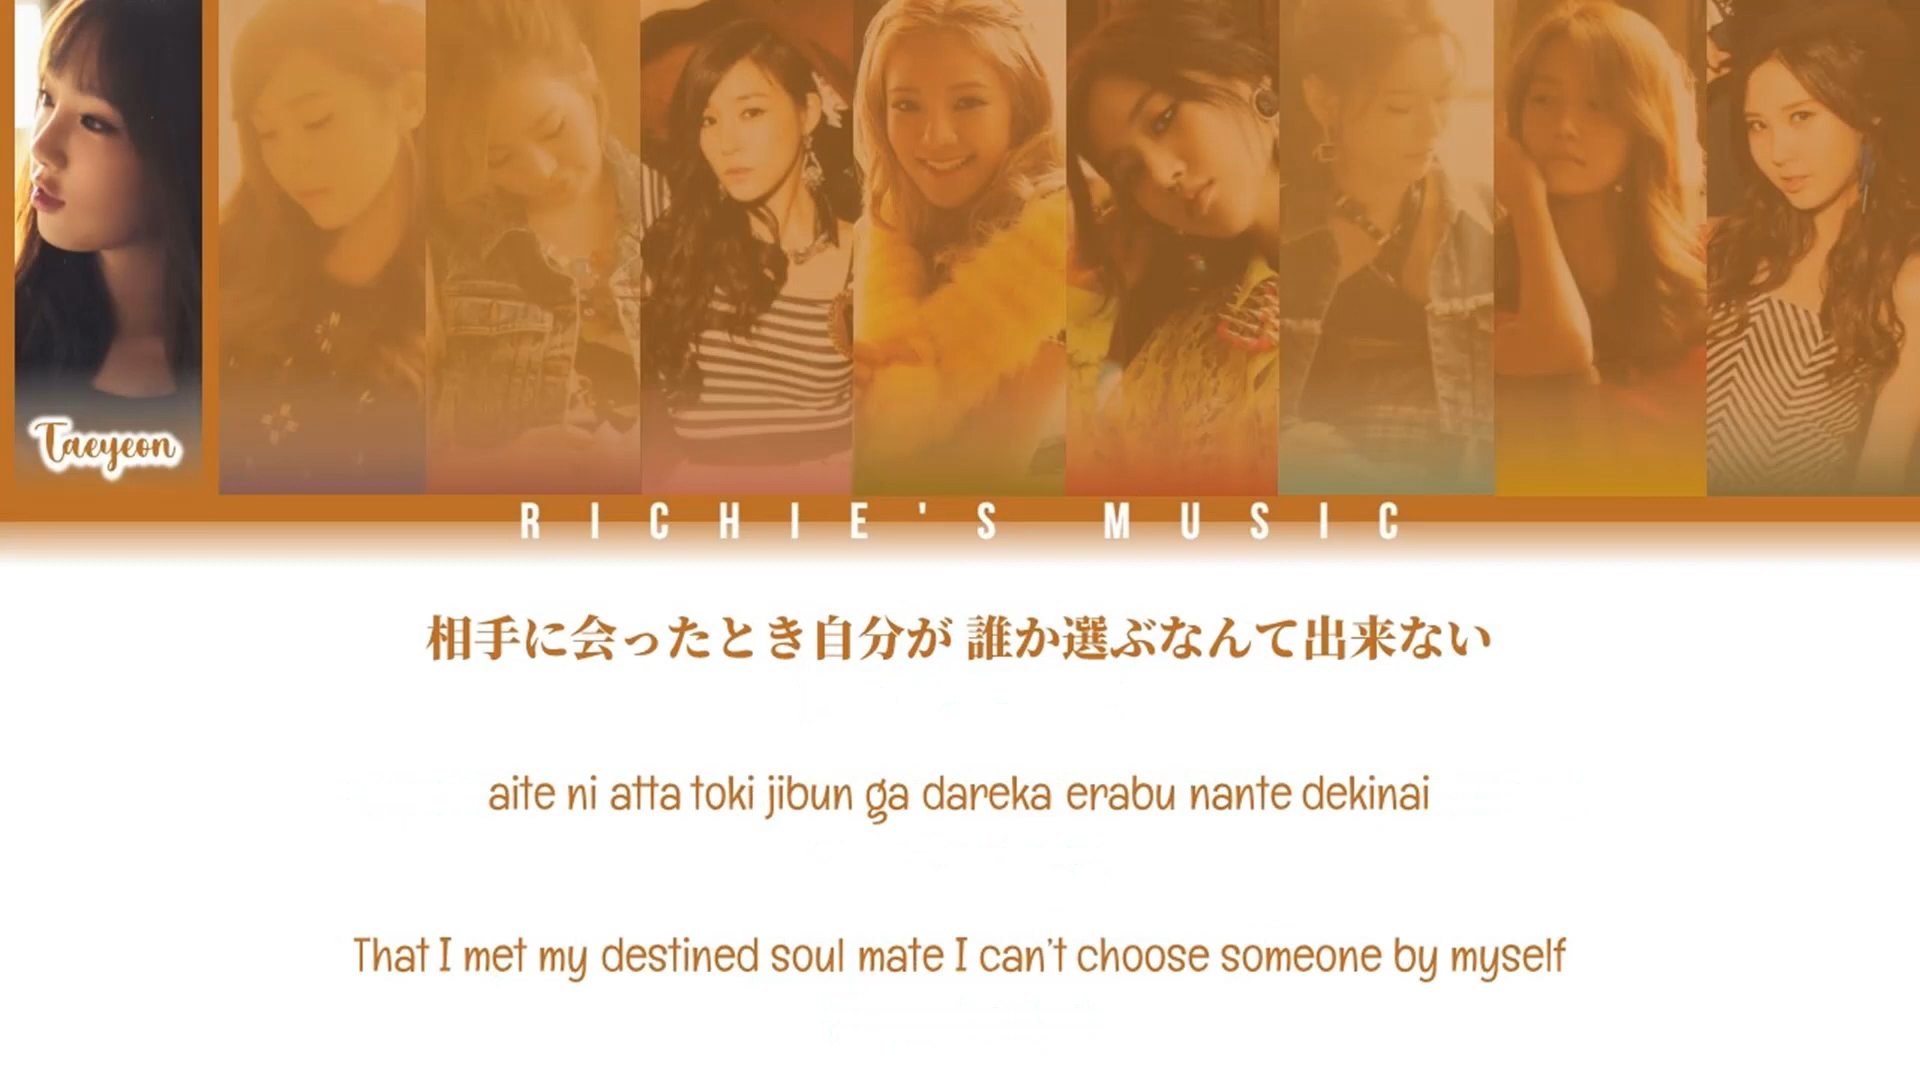 Taeyeon
RICHIE'S MUSIC
相手に会ったとき自分が 誰か選ぶなんて出来ない
aite ni atta toki jibun ga dareka erabu nante dekinai
That I met my destined soul mate I can't choose someone by myself